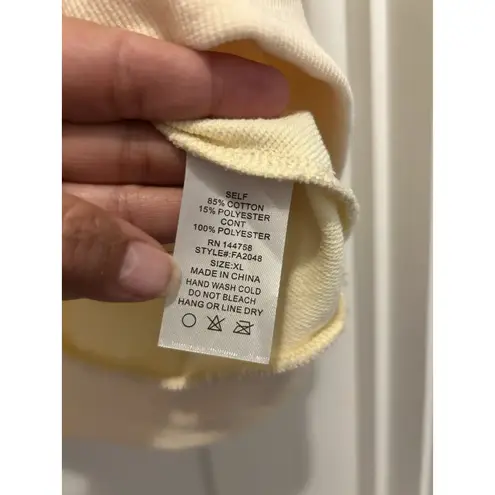 SELF
85% COTTON
15% POLYESTER
CONT
100% POLYESTER
RN 144758
STYLE#:FA2048
SIZE:XL
MADE IN CHINA
HAND WASH COLD
DO NOT BLEACH
HANG OR LINE DRY